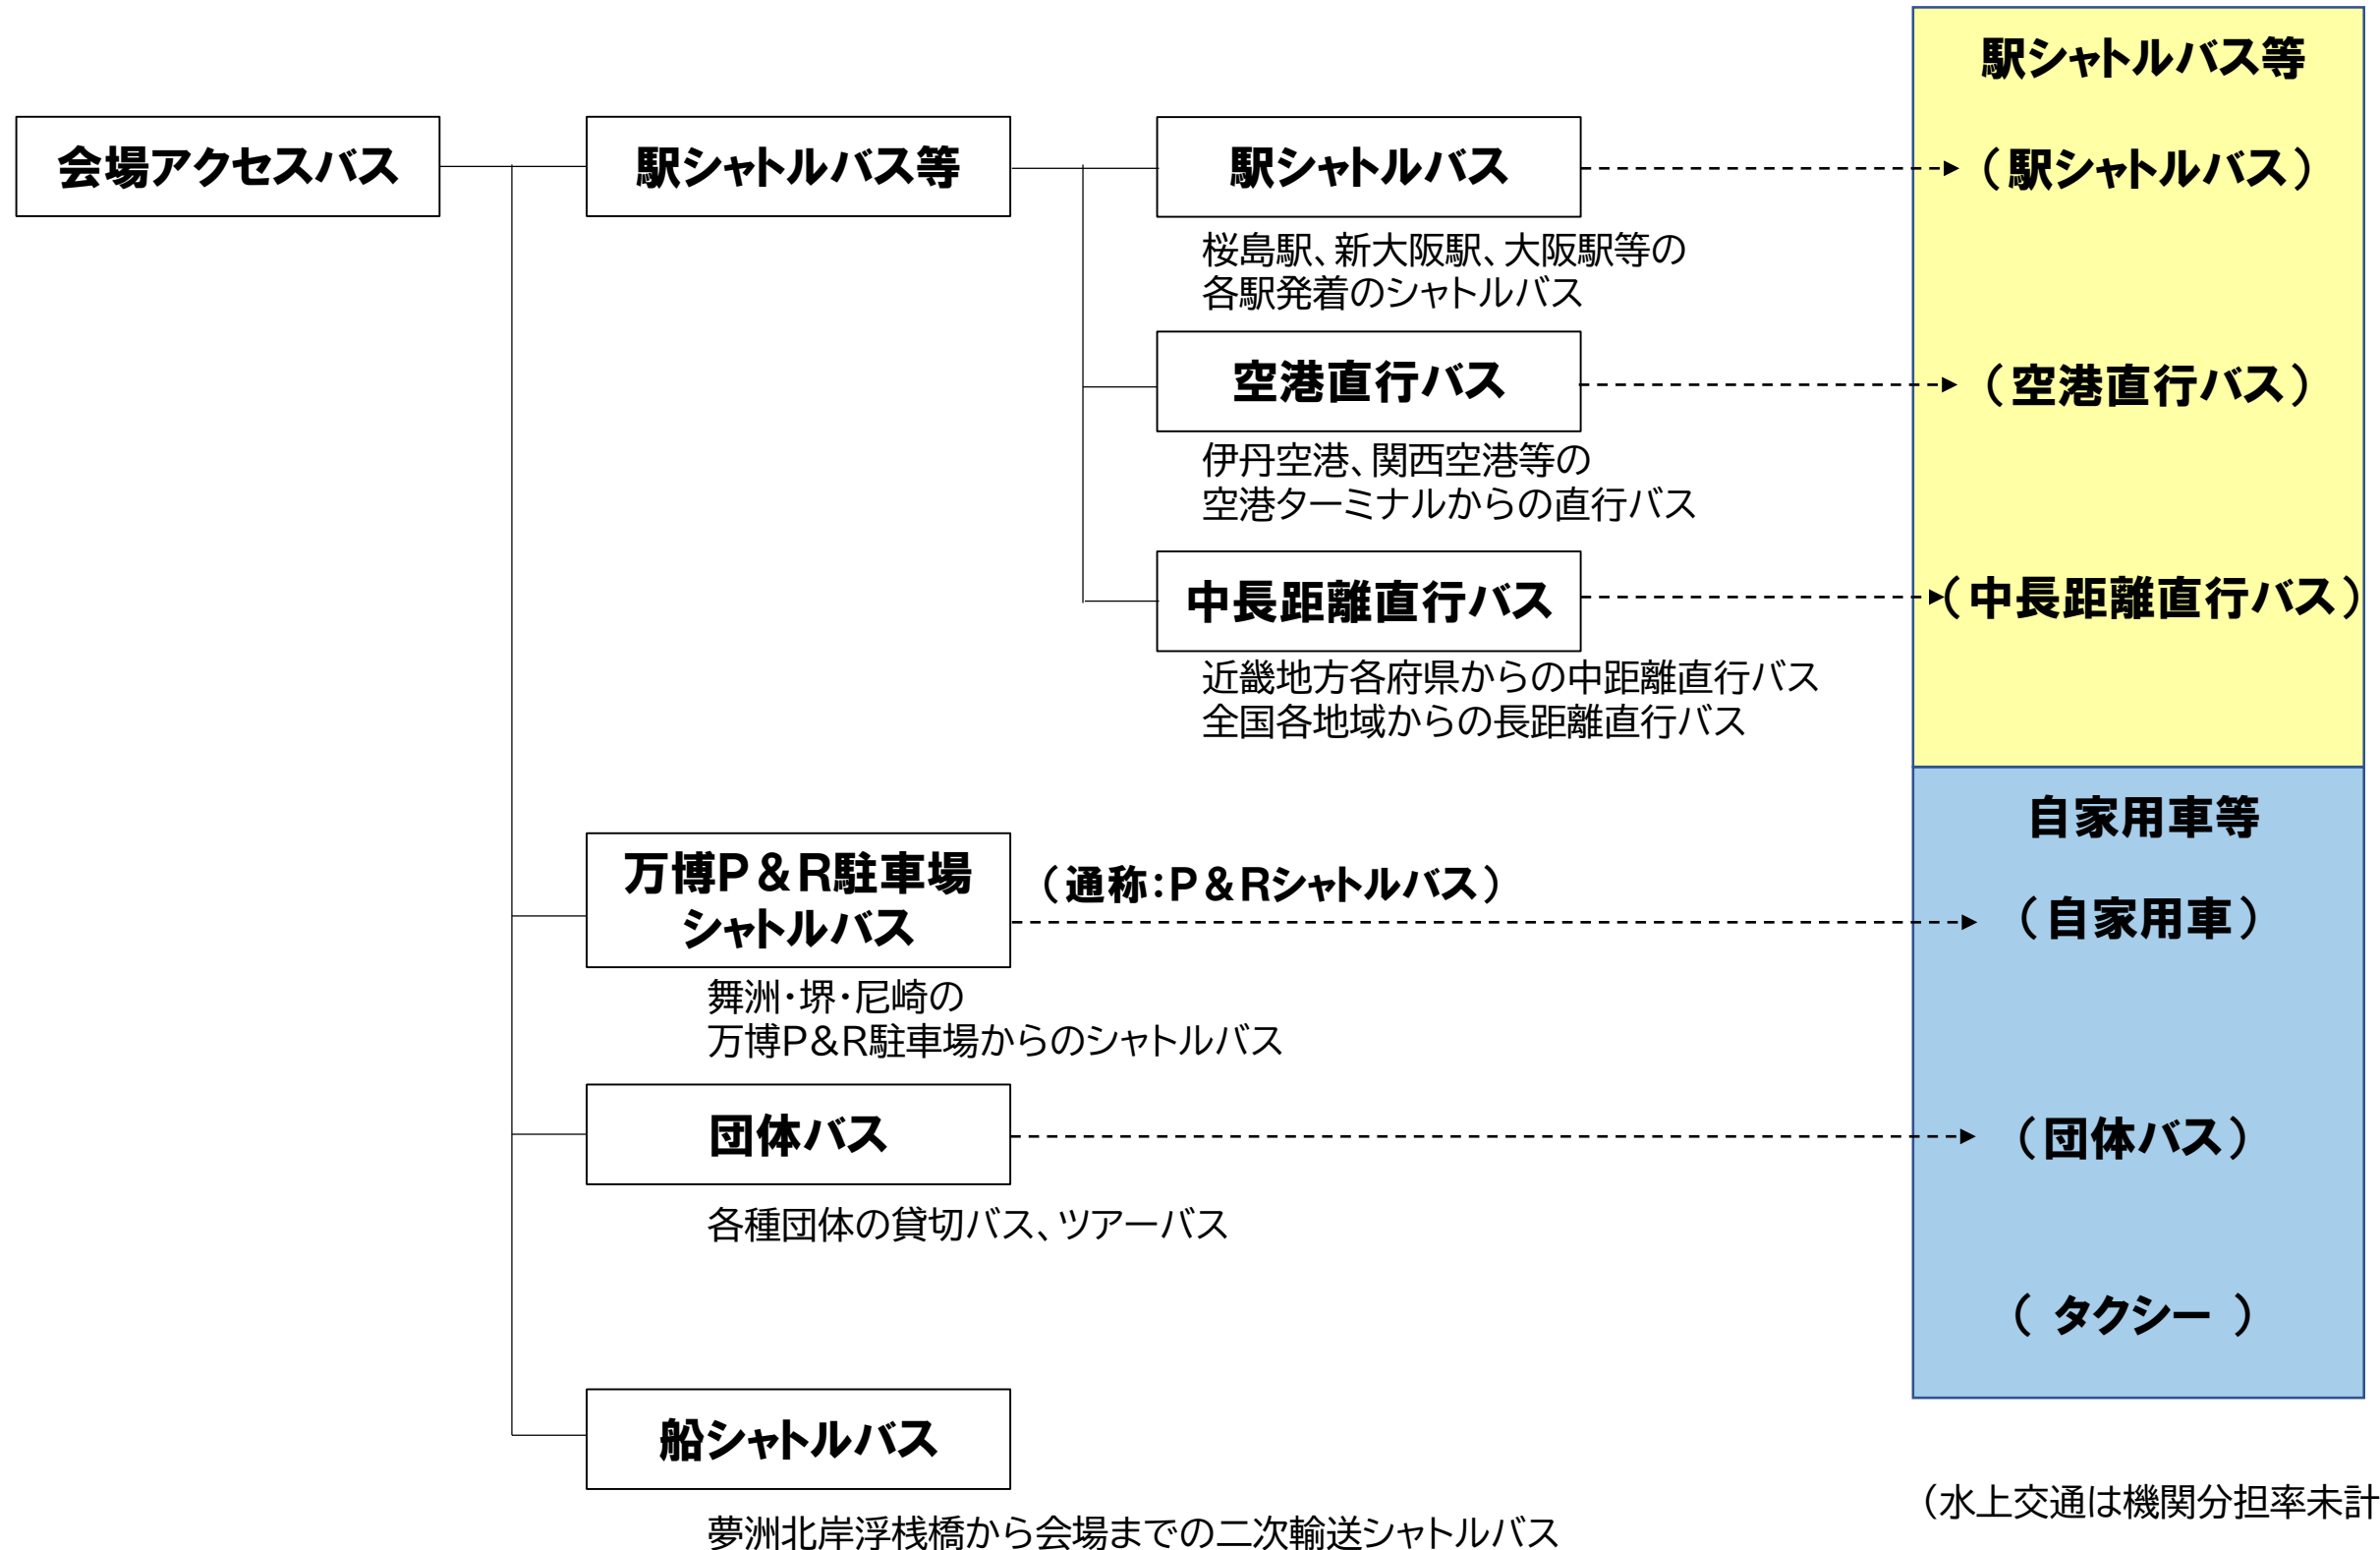 会場アクセスバス
駅シャトルバス等
駅シャトルバス
桜島駅、新大阪駅、大阪駅等の
各駅発着のシャトルバス
空港直行バス
伊丹空港、関西空港等の
空港ターミナルからの直行バス
中長距離直行バス
近畿地方各府県からの中距離直行バス
全国各地域からの長距離直行バス
万博P&R駐車場
シャトルバス
（通称：P&Rシャトルバス）
舞洲・堺・尼崎の
万博P&R駐車場からのシャトルバス
団体バス
各種団体の貸切バス、ツアーバス
船シャトルバス
夢洲北岸浮桟橋から会場までの二次輸送シャトルバス
駅シャトルバス等
（駅シャトルバス）
（空港直行バス）
（中長距離直行バス）
自家用車等
（自家用車）
（団体バス）
（ タクシー ）
（水上交通は機関分担率未計